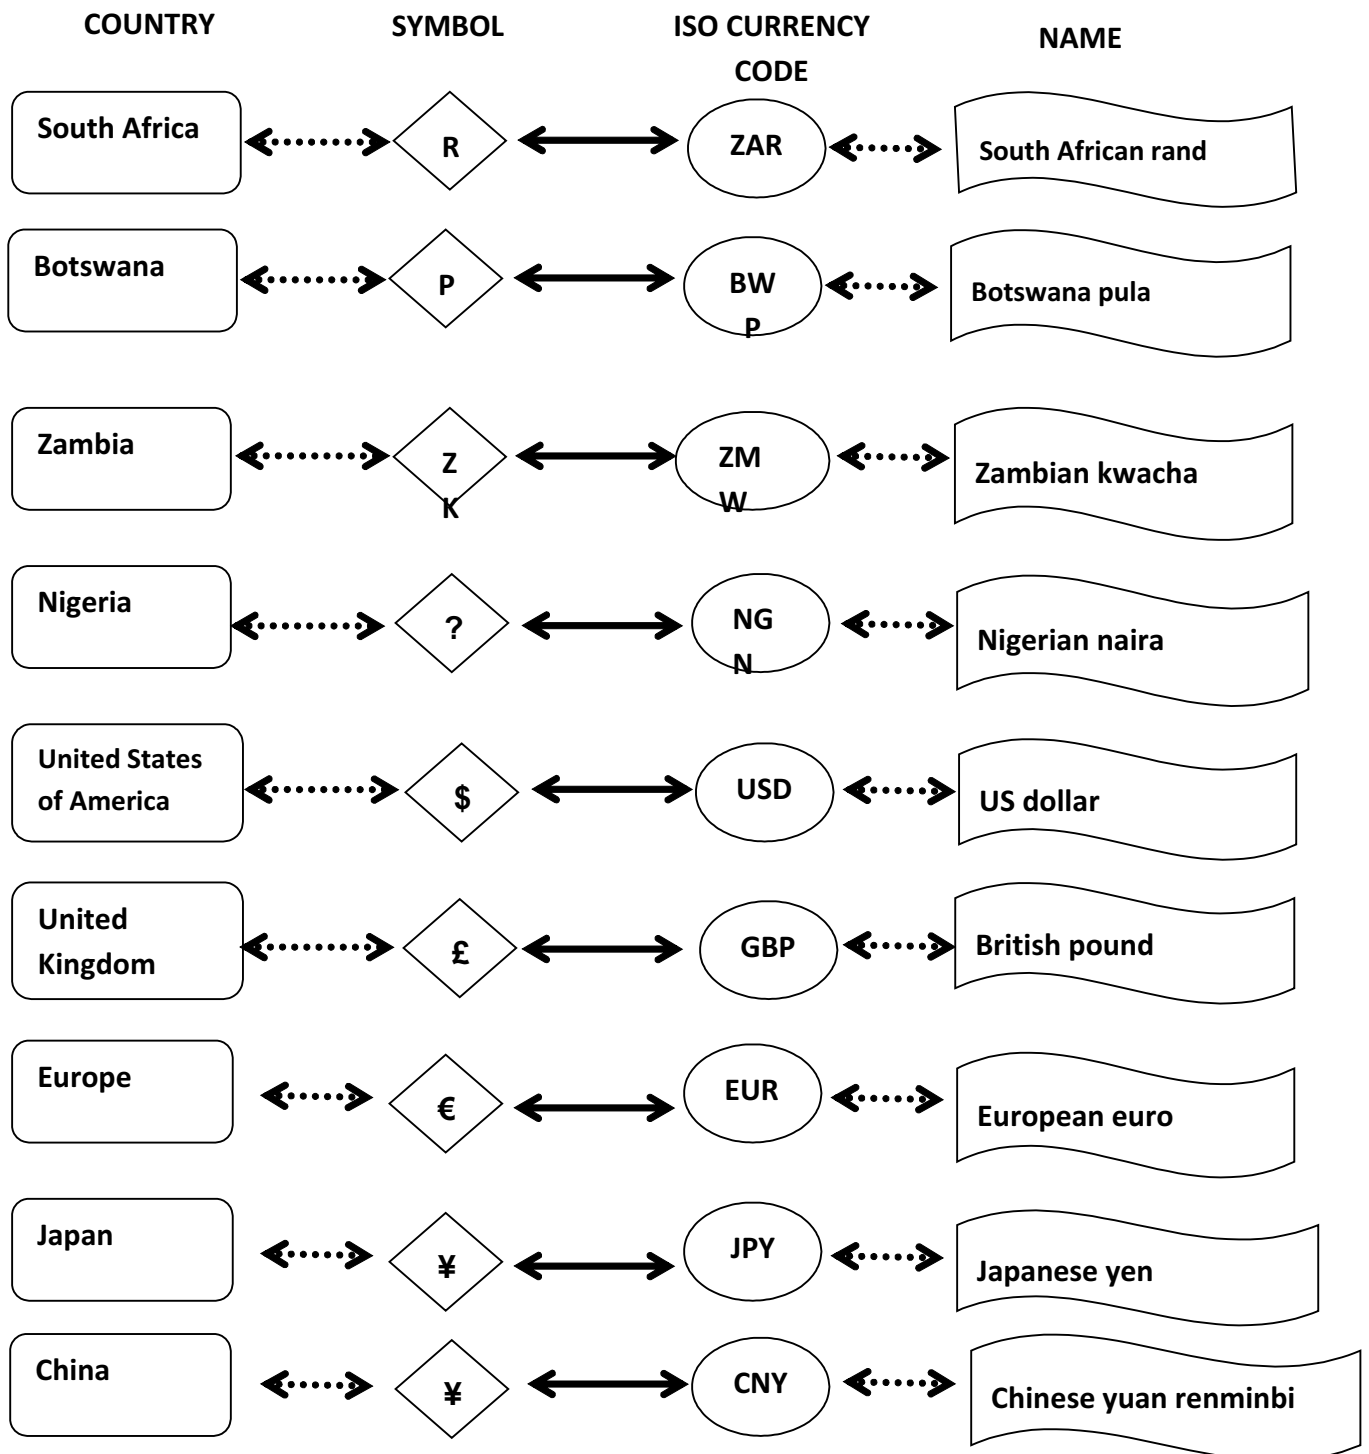 COUNTRY SYMBOL ISO CURRENCY CODE NAME
South Africa R ZAR South African rand
Botswana P BW
P Botswana pula
Zambia Z
K ZM
W Zambian kwacha
Nigeria ? NG
N Nigerian naira
United States
of America $ USD US dollar
United
Kingdom £ GBP British pound
Europe € EUR European euro
Japan ¥ JPY Japanese yen
China ¥ CNY Chinese yuan renminbi